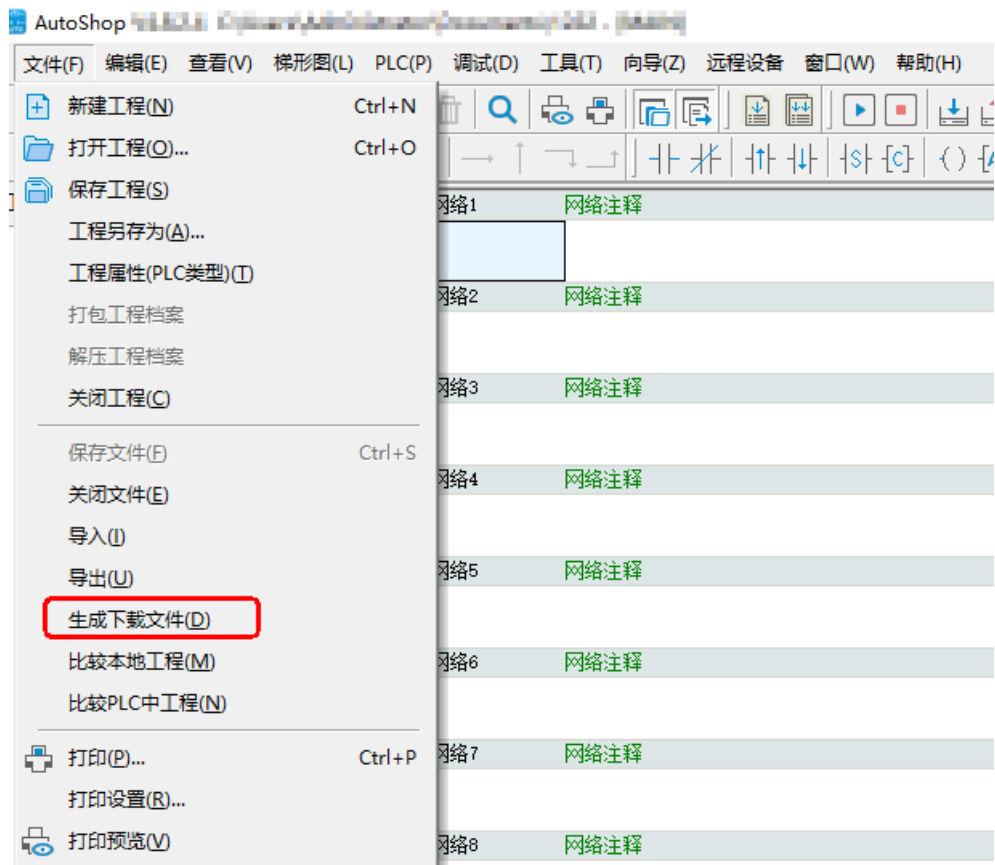 AutoShop
文件(F) 编辑(E) 查看(V) 梯形图(L) PLC(P) 调试(D) 工具(T) 向导(Z) 远程设备 窗口(W) 帮助(H)
新建工程(N) Ctrl+N
打开工程(O)... Ctrl+O
保存工程(S)
网络1 网络注释
工程另存为(A)...
工程属性(PLC类型)(T)
网络2 网络注释
打包工程档案
解压工程档案
网络3 网络注释
关闭工程(C)
保存文件(F) Ctrl+S
网络4 网络注释
关闭文件(E)
导入(I)
导出(U)
网络5 网络注释
生成下载文件(D)
比较本地工程(M)
网络6 网络注释
比较PLC中工程(N)
打印(P)... Ctrl+P
网络7 网络注释
打印设置(R)...
打印预览(V)
网络8 网络注释